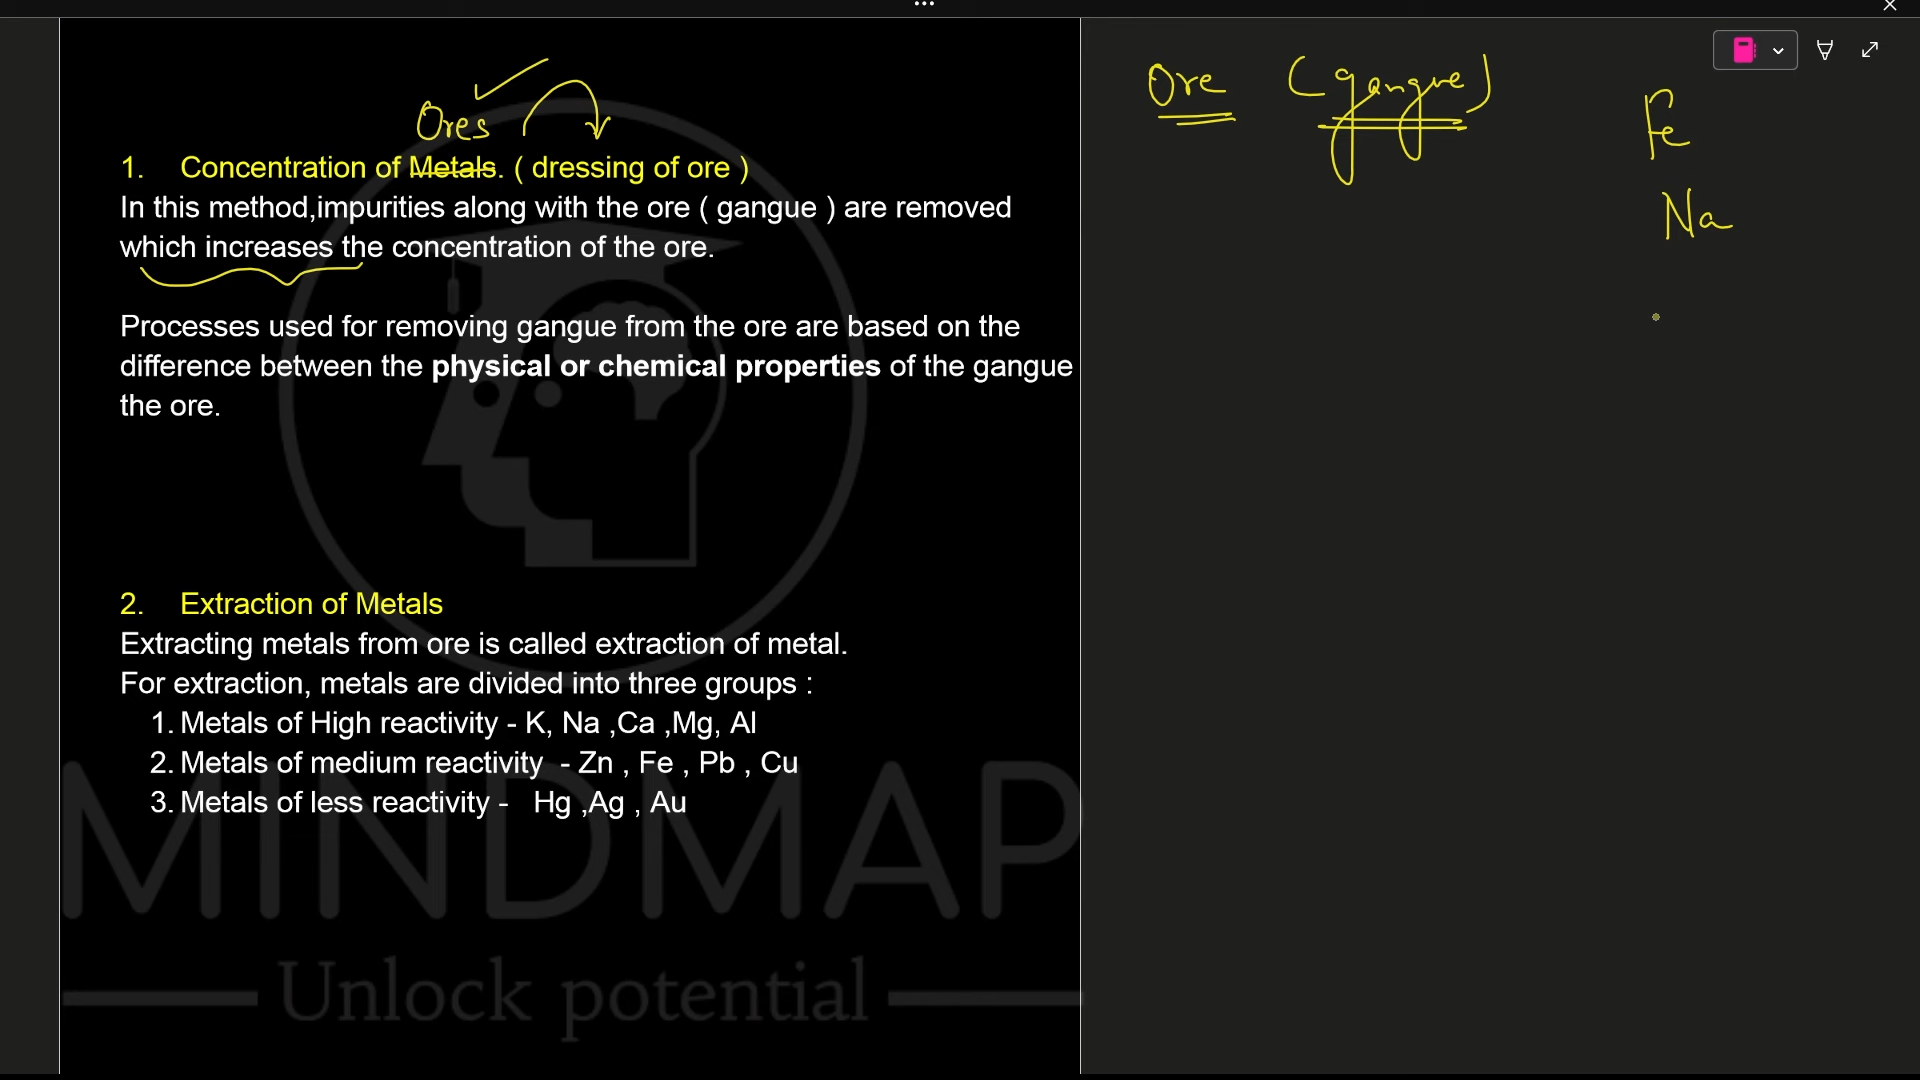 Ores
1. Concentration of Metals. ( dressing of ore )
In this method,impurities along with the ore ( gangue ) are removed
which increases the concentration of the ore.
Processes used for removing gangue from the ore are based on the
difference between the physical or chemical properties of the gangue
the ore.
2. Extraction of Metals
Extracting metals from ore is called extraction of metal.
For extraction, metals are divided into three groups :
1. Metals of High reactivity - K, Na ,Ca ,Mg, Al
2. Metals of medium reactivity - Zn , Fe , Pb , Cu
3. Metals of less reactivity - Hg ,Ag , Au
MINDMAP
Unlock potential
Ore (gangue)
Fe
Na